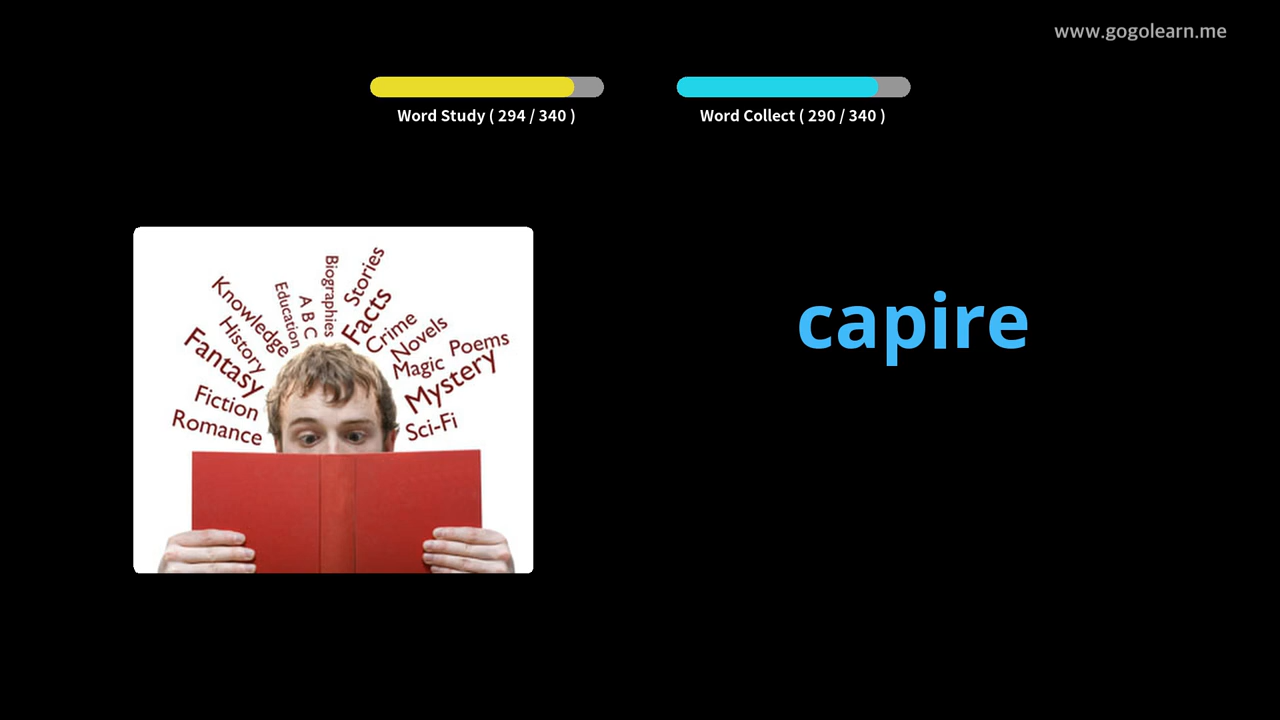 www.gogolearn.me
Word Study ( 294 / 340 )
Word Collect ( 290 / 340 )
capire
Biographies
Stories
Education
A B C
Facts
Knowledge
History
Crime
Novels
Poems
Fantasy
Magic
Mystery
Fiction
Romance
Sci-Fi